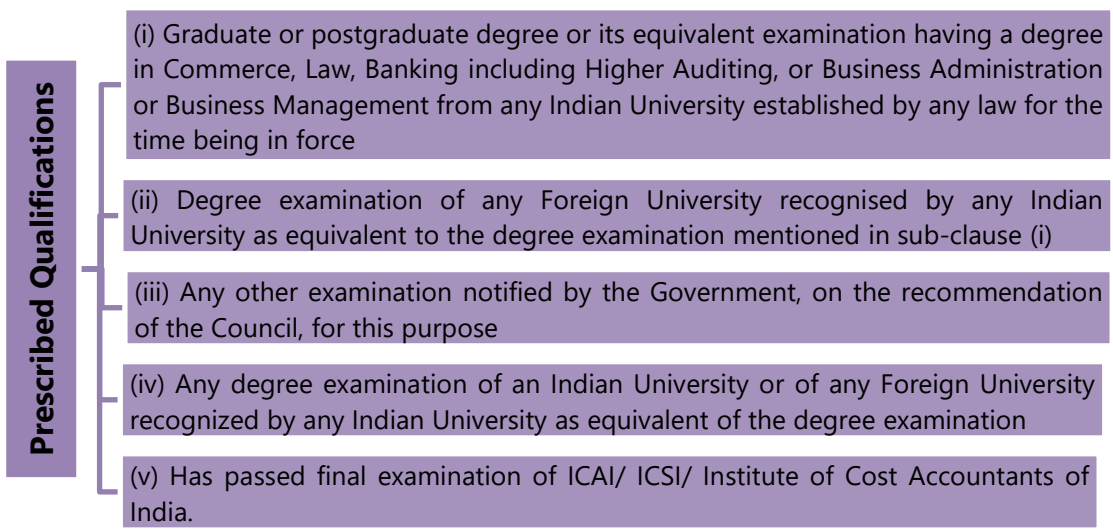 Prescribed Qualifications
(i) Graduate or postgraduate degree or its equivalent examination having a degree
in Commerce, Law, Banking including Higher Auditing, or Business Administration
or Business Management from any Indian University established by any law for the
time being in force
(ii) Degree examination of any Foreign University recognised by any Indian
University as equivalent to the degree examination mentioned in sub-clause (i)
(iii) Any other examination notified by the Government, on the recommendation
of the Council, for this purpose
(iv) Any degree examination of an Indian University or of any Foreign University
recognized by any Indian University as equivalent of the degree examination
(v) Has passed final examination of ICAI/ ICSI/ Institute of Cost Accountants of
India.